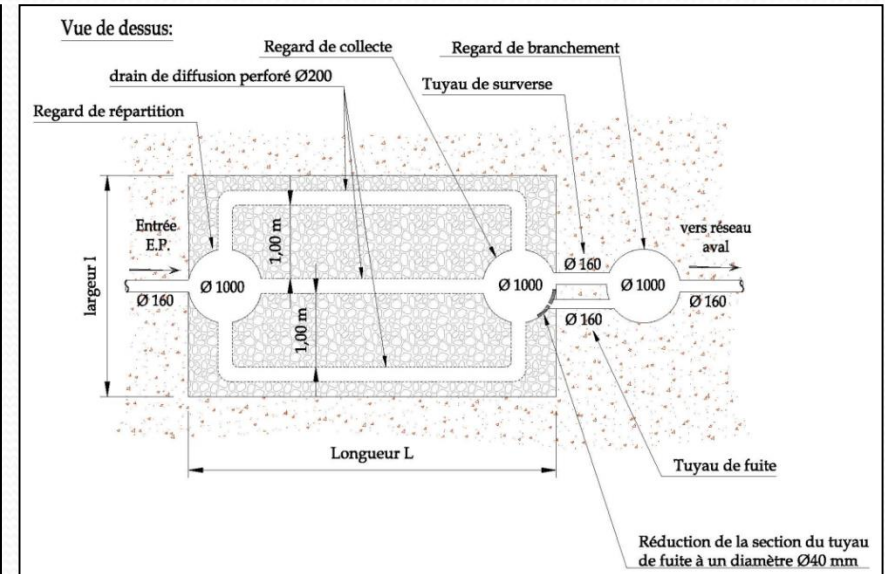 Vue de dessus:
Regard de collecte
Regard de branchement
drain de diffusion perforé Ø200
Tuyau de surverse
Regard de répartition
Entrée
E.P.
1,00 m
vers réseau
aval
Ø 160
largeur l
Ø 160
Ø 1000
Ø 1000
Ø 1000
Ø 160
Ø 160
1,00 m
Longueur L
Tuyau de fuite
Réduction de la section du tuyau
de fuite à un diamètre Ø40 mm